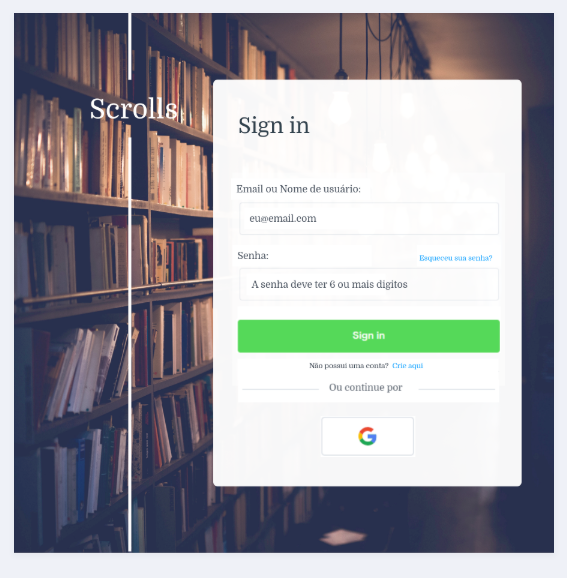 Scrolls
Sign in
Email ou Nome de usuário:
eu@email.com
Senha:
Esqueceu sua senha?
A senha deve ter 6 ou mais digitos
Sign in
Não possui uma conta? Crie aqui
Ou continue por